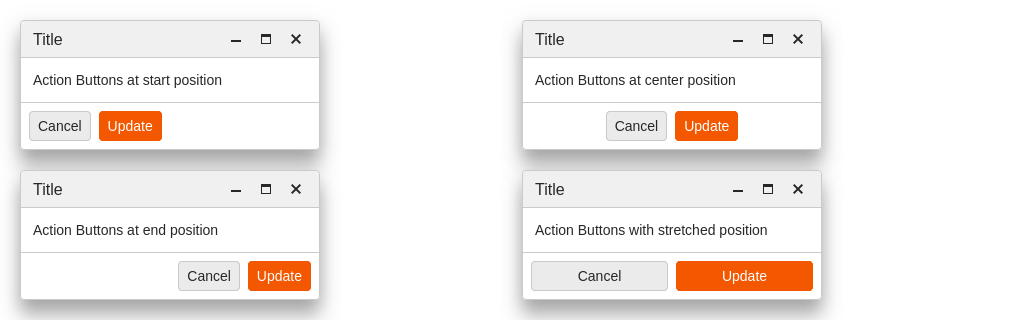 Title
Action Buttons at start position
Cancel Update
Title
Action Buttons at center position
Cancel Update
Title
Action Buttons at end position
Cancel Update
Title
Action Buttons with stretched position
Cancel Update